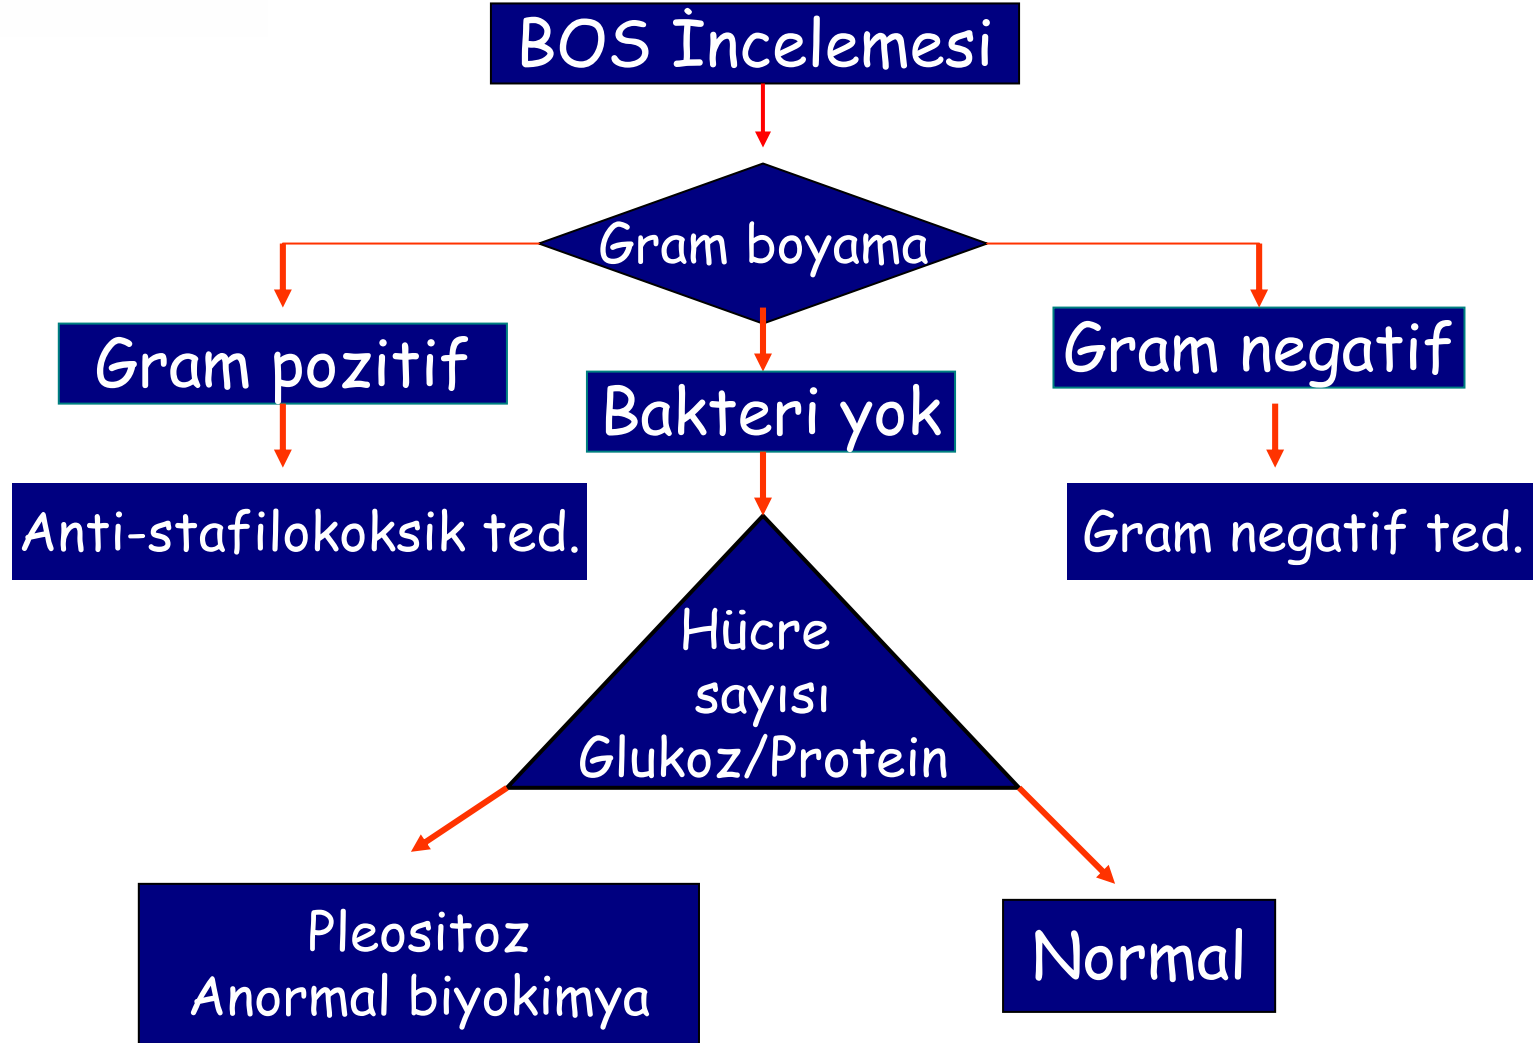 BOS İncelemesi
Gram boyama
Gram pozitif
Bakteri yok
Gram negatif
Anti-stafilokoksik ted.
Gram negatif ted.
Hücre
sayısı
Glukoz/Protein
Pleositoz
Anormal biyokimya
Normal